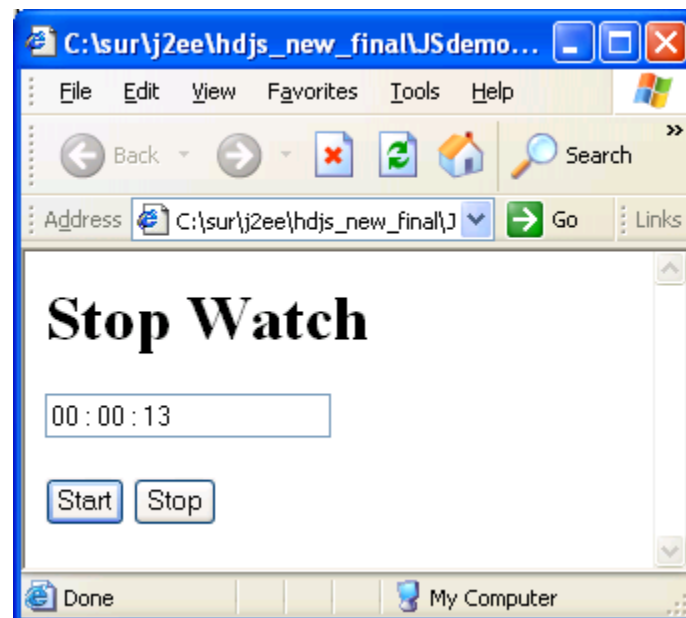 C:\sur\j2ee\hdjs_new_final\JSdemo...
File Edit View Favorites Tools Help
Back Search »
Address C:\sur\j2ee\hdjs_new_final\J Go Links
Stop Watch
00 : 00 : 13
Start Stop
Done My Computer